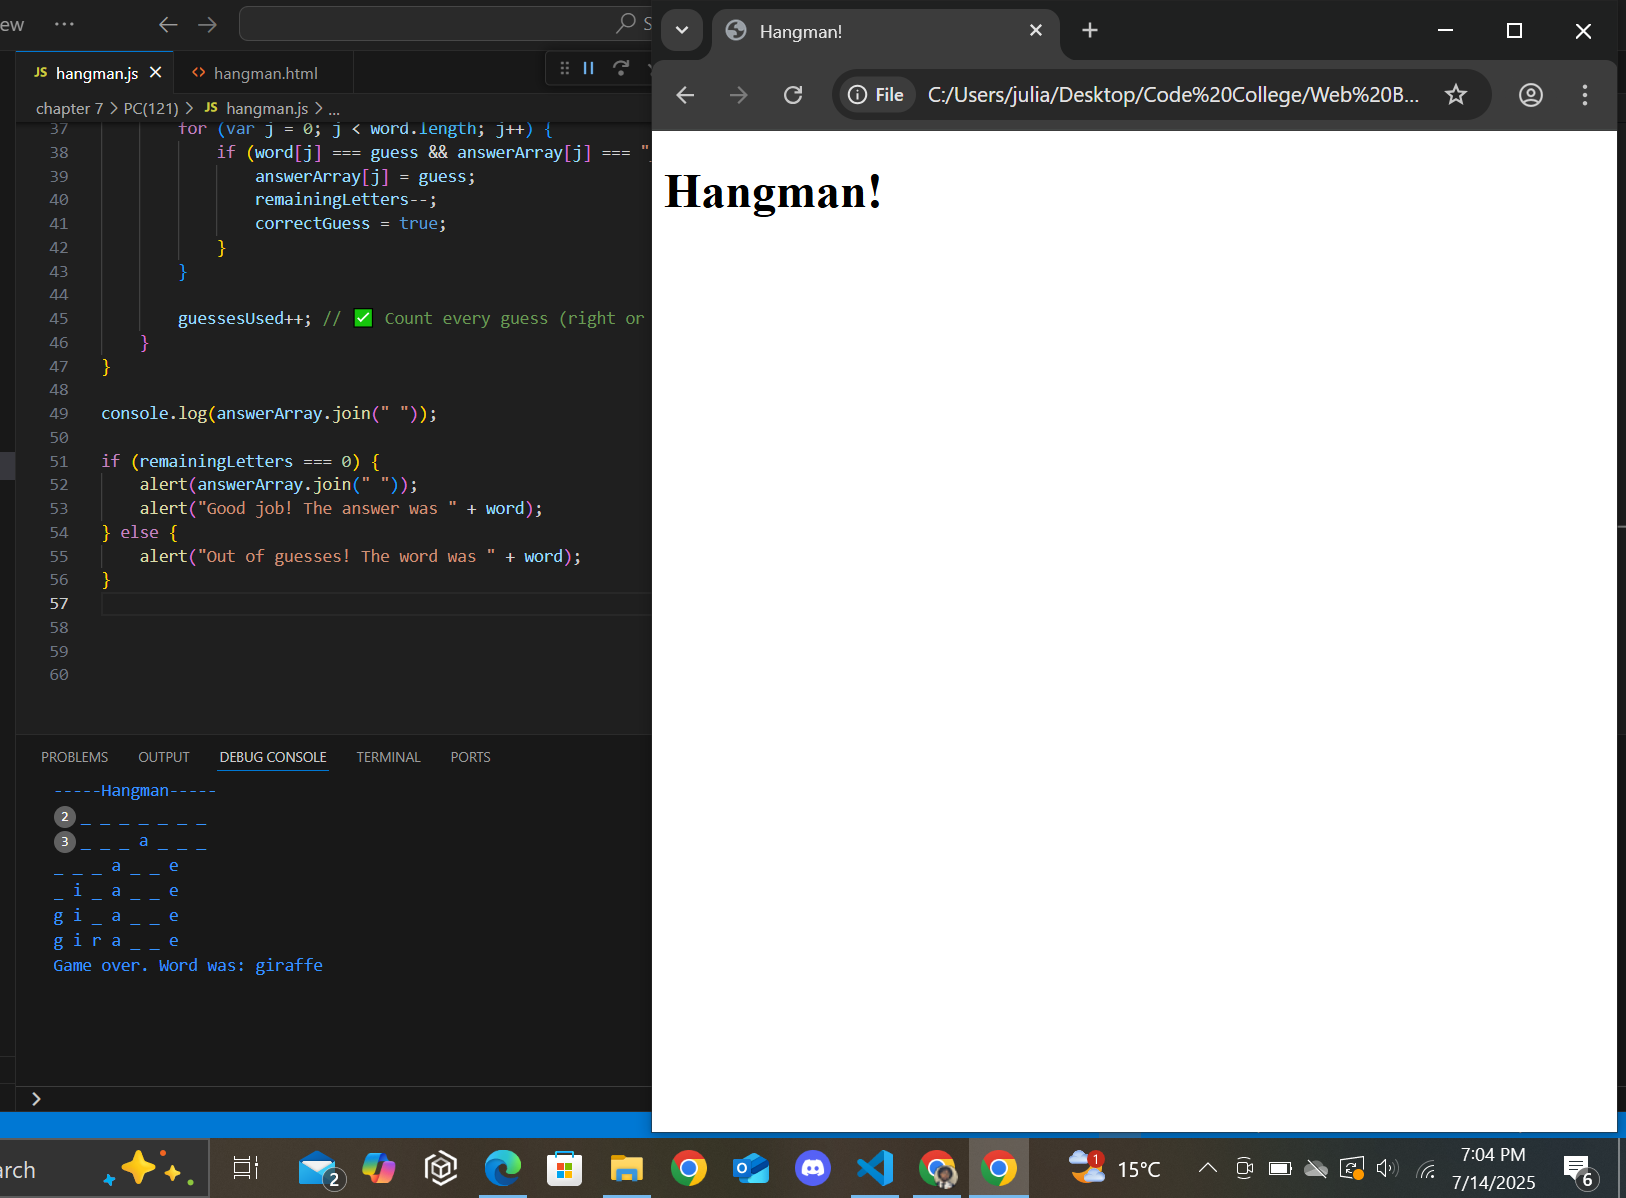 ew ···
S
JS hangman.js
<> hangman.html
chapter 7 > PC(121) > JS hangman.js > ...
37 for (var j = 0; j < word.length; j++) {
38 if (word[j] === guess && answerArray[j] === "_
39 answerArray[j] = guess;
40 remainingLetters--;
41 correctGuess = true;
42 }
43 }
44
45 guessesUsed++; // ✅ Count every guess (right or
46 }
47 }
48
49 console.log(answerArray.join(" "));
50
51 if (remainingLetters === 0) {
52 alert(answerArray.join(" "));
53 alert("Good job! The answer was " + word);
54 } else {
55 alert("Out of guesses! The word was " + word);
56 }
57
58
59
60
PROBLEMS OUTPUT DEBUG CONSOLE TERMINAL PORTS
-----Hangman-----
2 _ _ _ _ _ _ _
3 _ _ _ a _ _ _
_ _ _ a _ _ e
_ i _ a _ _ e
g i _ a _ _ e
g i r a _ _ e
Game over. Word was: giraffe
>
Hangman!
File C:/Users/julia/Desktop/Code%20College/Web%20B...
Hangman!
arch
2
1
15°C
7:04 PM
7/14/2025
6